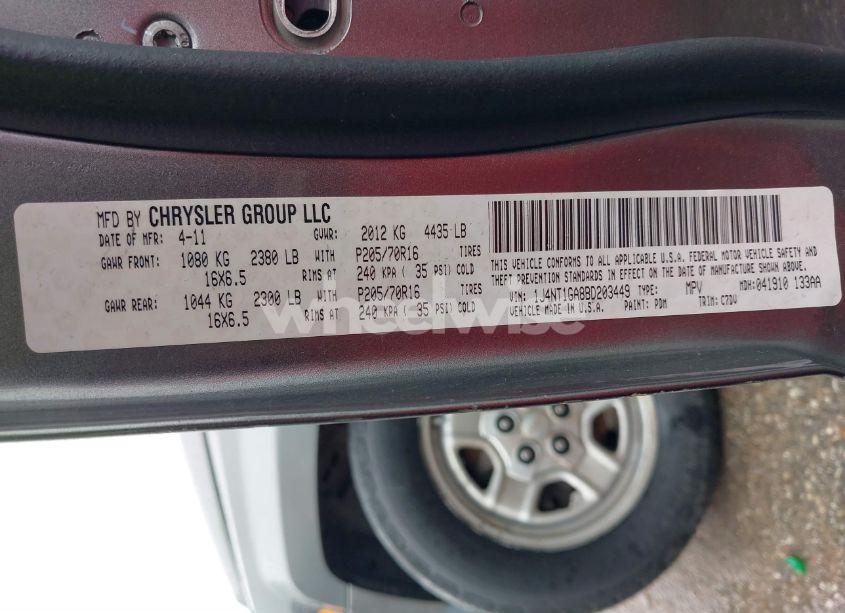 MFD BY CHRYSLER GROUP LLC
DATE OF MFR: 4-11 GVWR: 2012 KG 4435 LB
GAWR FRONT: 1080 KG 2380 LB WITH P205/70R16 TIRES
16X6.5 RIMS AT 240 KPA ( 35 PSI) COLD
GAWR REAR: 1044 KG 2300 LB WITH P205/70R16 TIRES
16X6.5 RIMS AT 240 KPA ( 35 PSI) COLD
THIS VEHICLE CONFORMS TO ALL APPLICABLE U.S.A. FEDERAL MOTOR VEHICLE SAFETY AND
THEFT PREVENTION STANDARDS IN EFFECT ON THE DATE OF MANUFACTURE SHOWN ABOVE.
VIN: 1J4NT1GA8BD203449 TYPE: MPV MDH:041910 133AA
VEHICLE MADE IN U.S.A. PAINT: PDM TRIM: C7DV
wheelwise